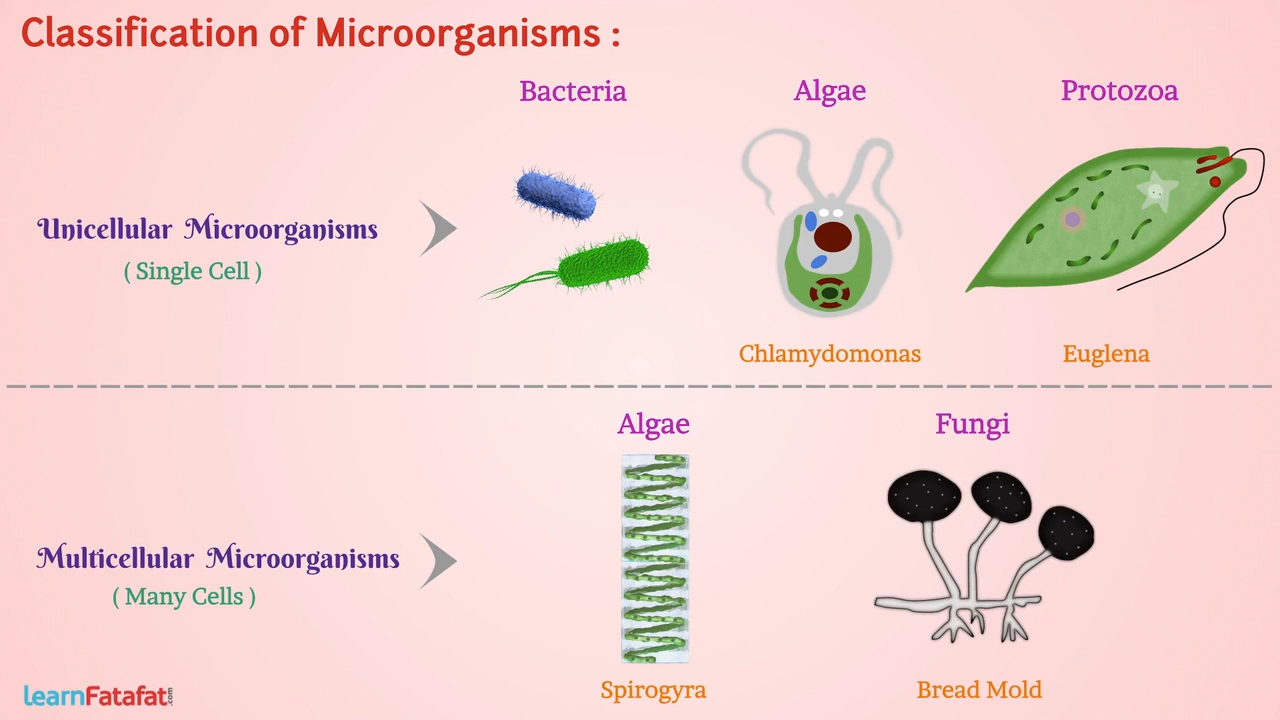 Classification of Microorganisms :
Bacteria
Algae
Protozoa
Unicellular Microorganisms
( Single Cell )
Chlamydomonas
Euglena
Algae
Fungi
Multicellular Microorganisms
( Many Cells )
Spirogyra
Bread Mold
learnFatafat.com